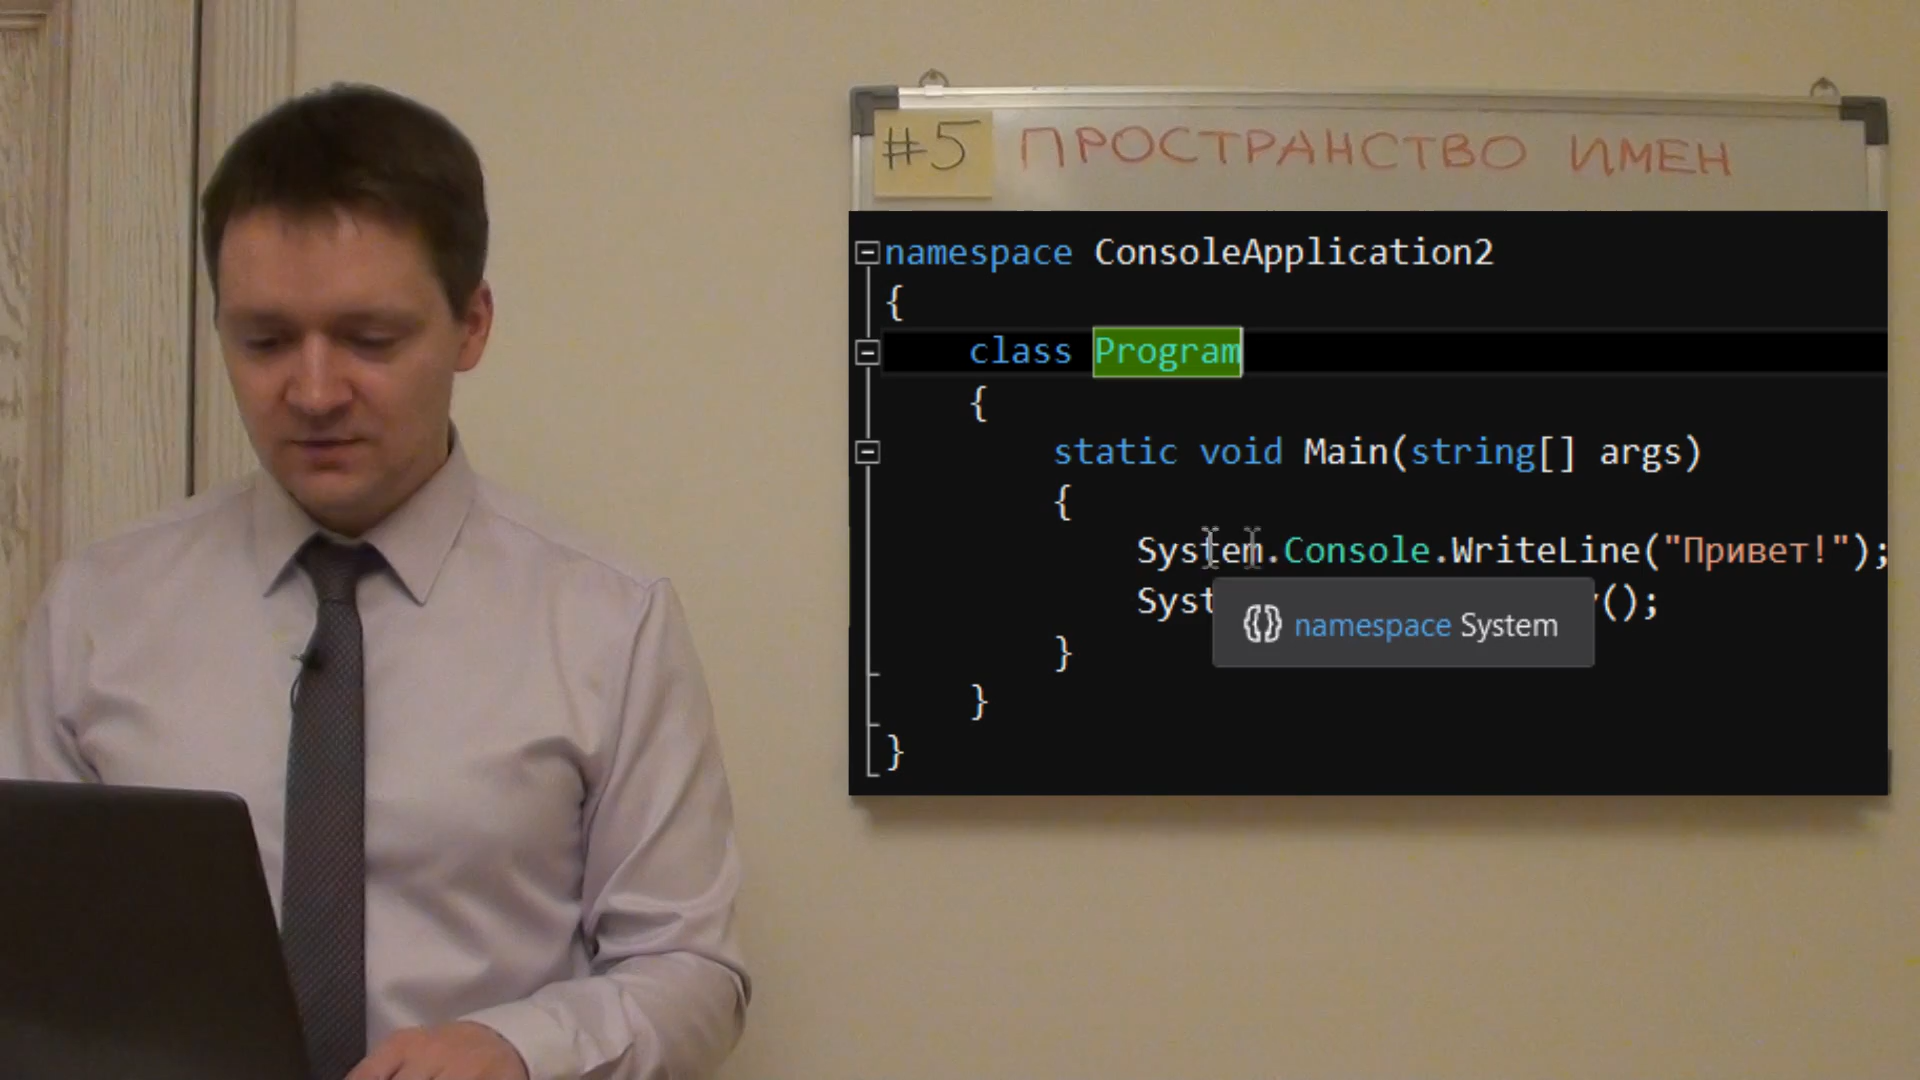 #5 ПРОСТРАНСТВО ИМЕН
namespace ConsoleApplication2
{
class Program
{
static void Main(string[] args)
{
System.Console.WriteLine("Привет!");
Syst ();
namespace System
}
}
}